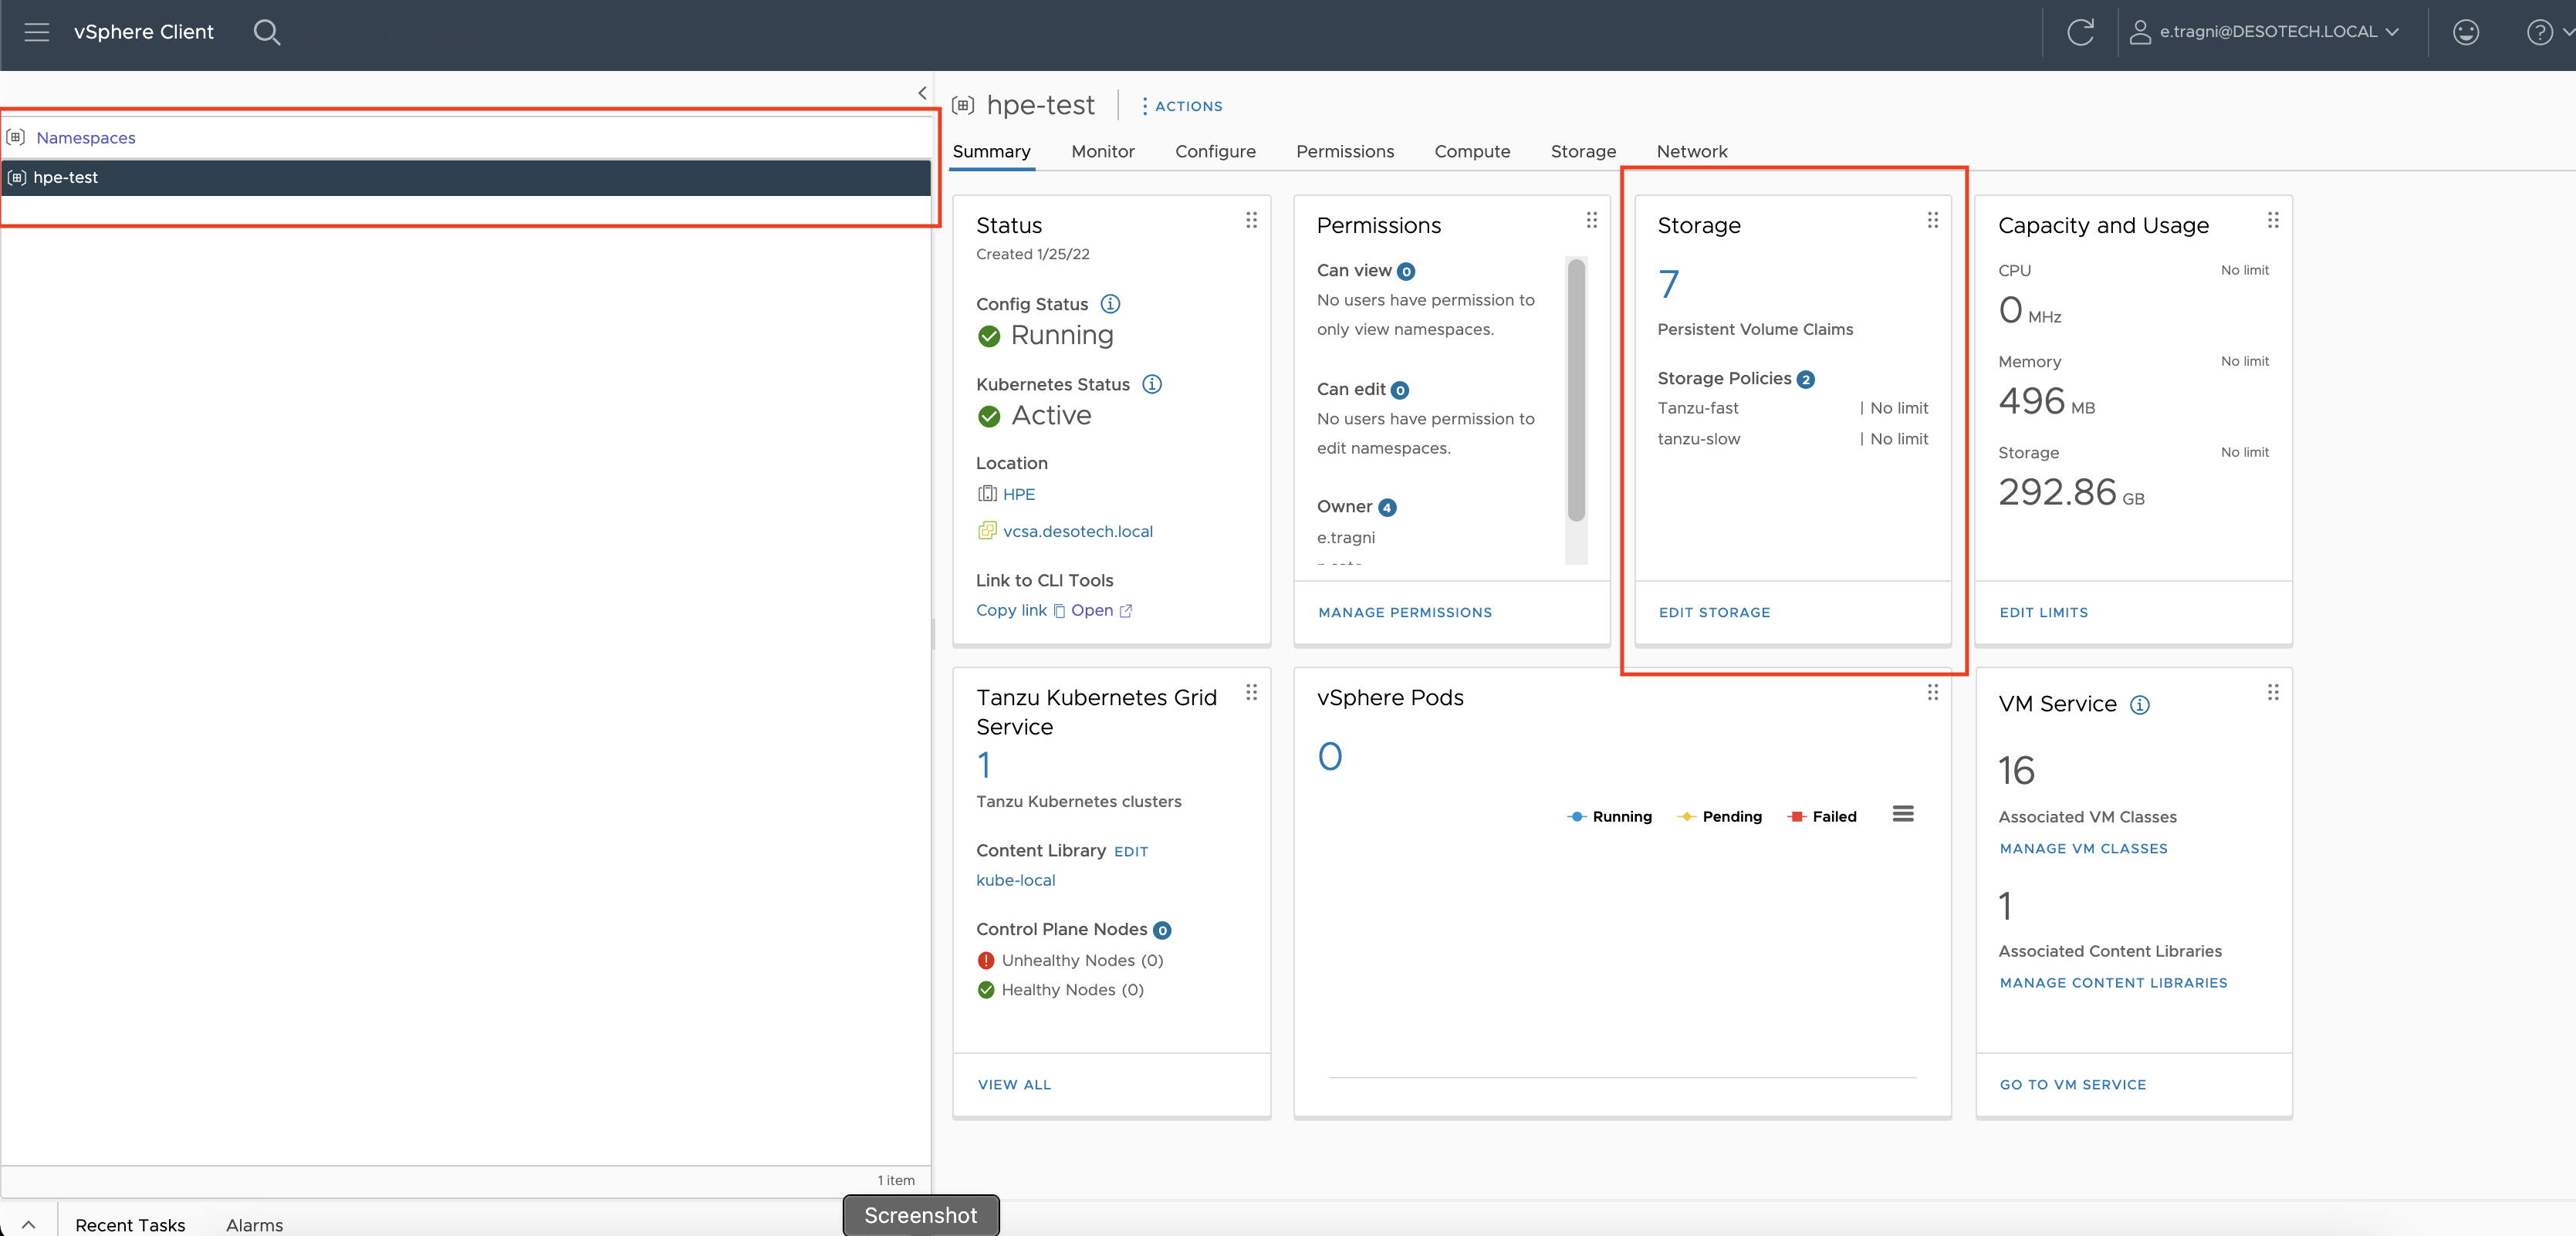 vSphere Client
e.tragni@DESOTECH.LOCAL
Namespaces
hpe-test
1 item
hpe-test
ACTIONS
Summary Monitor Configure Permissions Compute Storage Network
Status
Created 1/25/22
Config Status
Running
Kubernetes Status
Active
Location
HPE
vcsa.desotech.local
Link to CLI Tools
Copy link Open
Permissions
Can view 0
No users have permission to
only view namespaces.
Can edit 0
No users have permission to
edit namespaces.
Owner 4
e.tragni
MANAGE PERMISSIONS
Storage
7
Persistent Volume Claims
Storage Policies 2
Tanzu-fast | No limit
tanzu-slow | No limit
EDIT STORAGE
Capacity and Usage
CPU No limit
0 MHz
Memory No limit
496 MB
Storage No limit
292.86 GB
EDIT LIMITS
Tanzu Kubernetes Grid
Service
1
Tanzu Kubernetes clusters
Content Library EDIT
kube-local
Control Plane Nodes 0
Unhealthy Nodes (0)
Healthy Nodes (0)
VIEW ALL
vSphere Pods
0
Running Pending Failed
VM Service
16
Associated VM Classes
MANAGE VM CLASSES
1
Associated Content Libraries
MANAGE CONTENT LIBRARIES
GO TO VM SERVICE
Recent Tasks Alarms
Screenshot